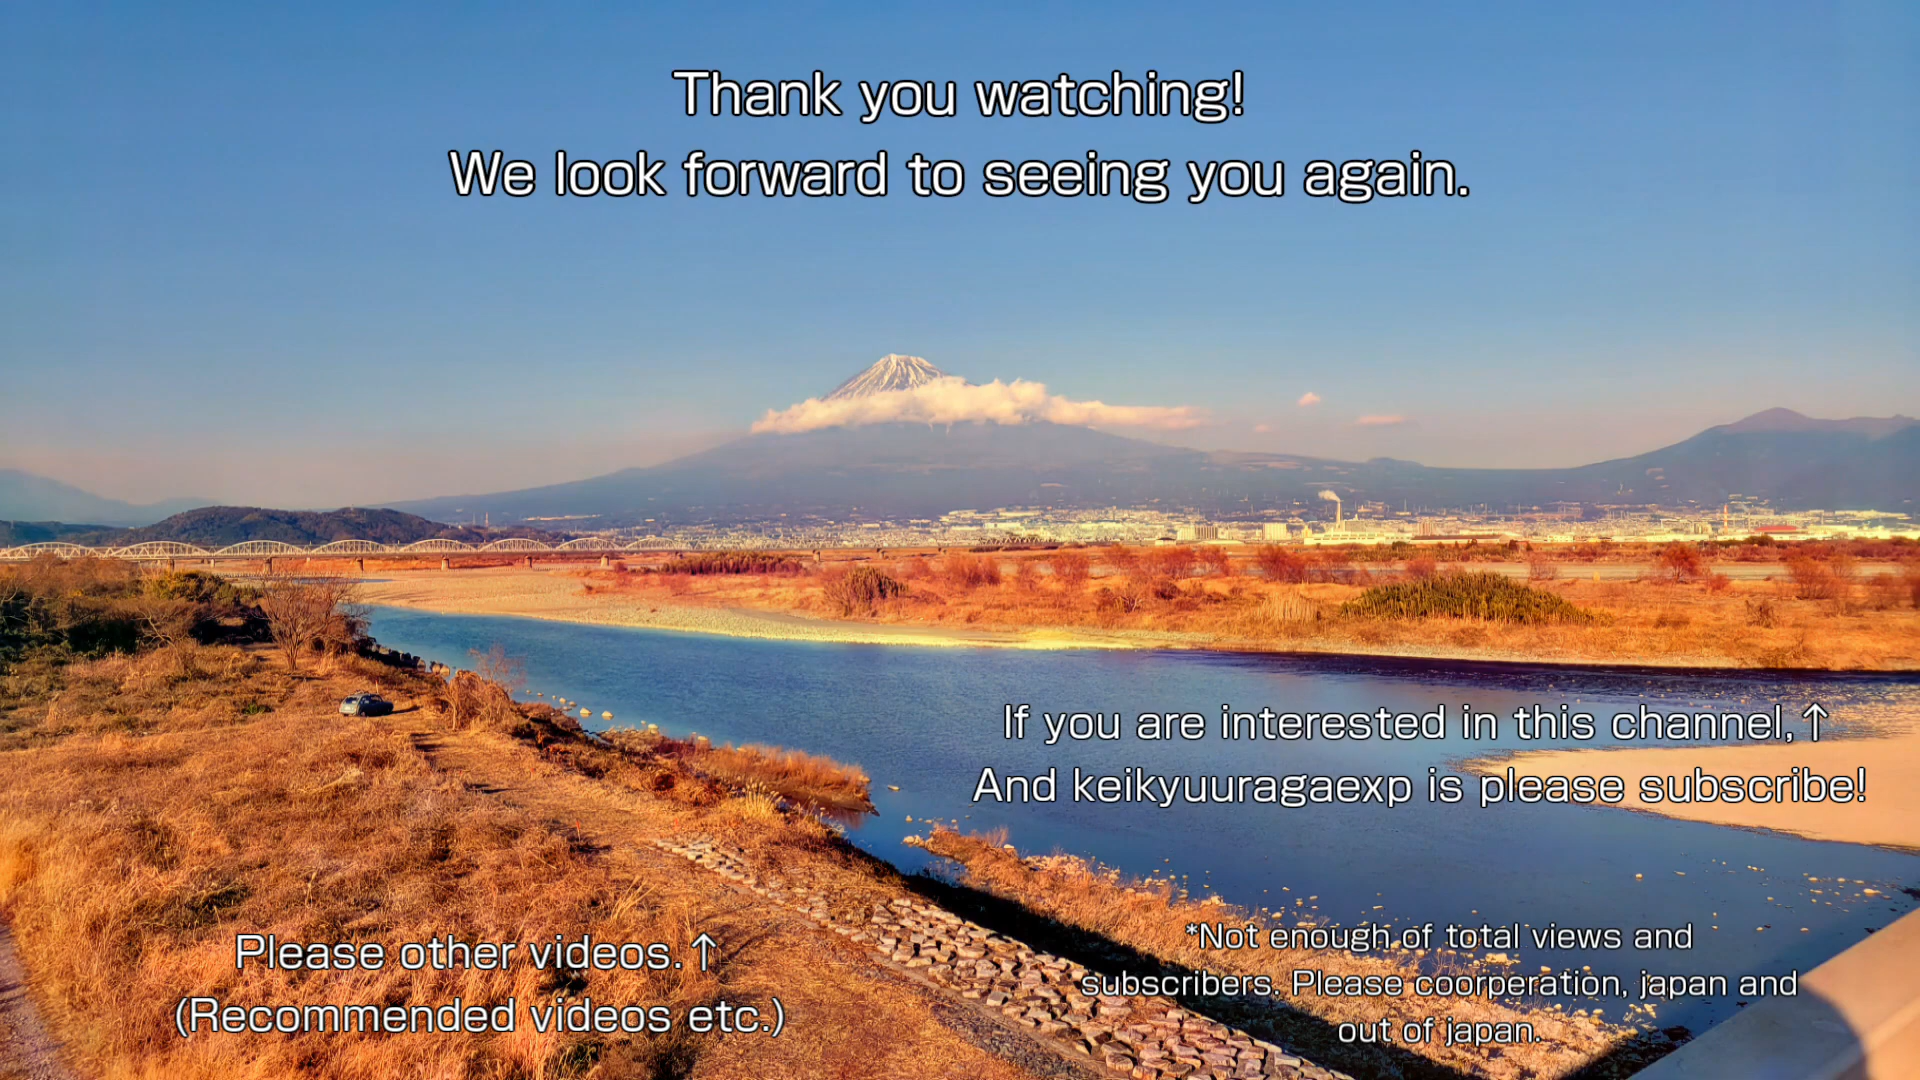 Thank you watching!
We look forward to seeing you again.
If you are interested in this channel,↑
And keikyuuragaexp is please subscribe!
Please other videos.↑
(Recommended videos etc.)
*Not enough of total views and
subscribers. Please coorperation, japan and
out of japan.